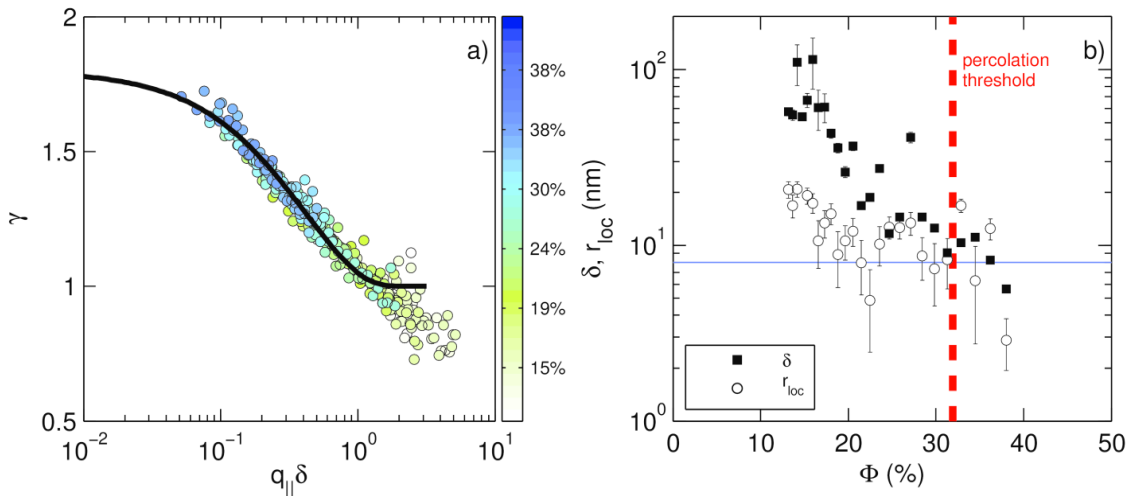 a)
2
1.5
1
0.5
γ
10⁻²
10⁻¹
10⁰
10¹
q||δ
38%
38%
30%
24%
19%
15%
b)
percolation
threshold
10²
10¹
10⁰
δ, r_loc (nm)
δ
r_loc
0
10
20
30
40
50
Φ (%)